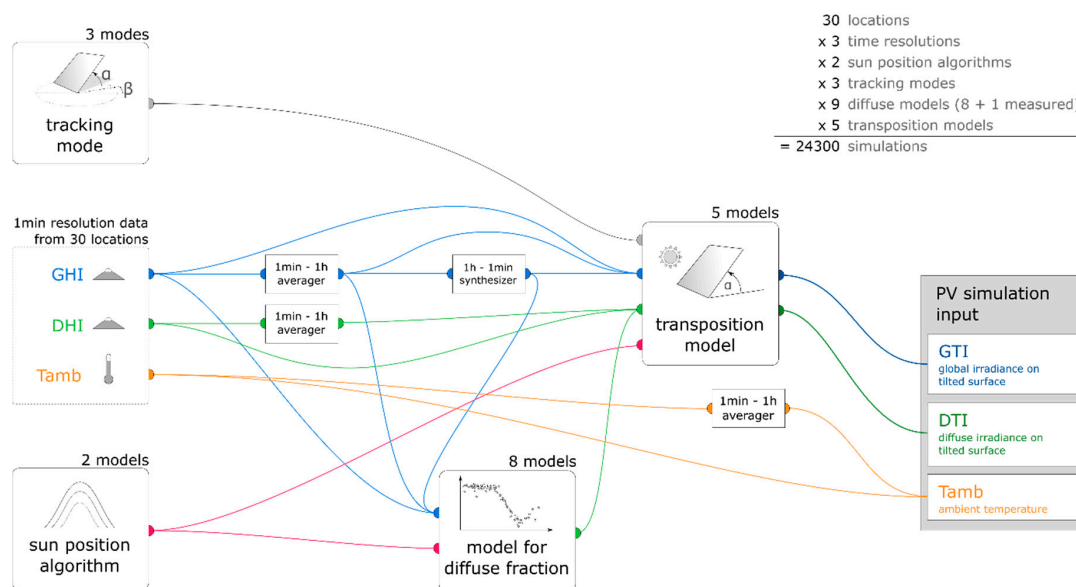 3 modes
α
β
tracking
mode
30 locations
x 3 time resolutions
x 2 sun position algorithms
x 3 tracking modes
x 9 diffuse models (8 + 1 measured)
x 5 transposition models
= 24300 simulations
1min resolution data
from 30 locations
GHI
DHI
Tamb
1min - 1h
averager
1h - 1min
synthesizer
1min - 1h
averager
5 models
α
transposition
model
1min - 1h
averager
PV simulation
input
GTI
global irradiance on
tilted surface
DTI
diffuse irradiance on
tilted surface
Tamb
ambient temperature
2 models
sun position
algorithm
8 models
model for
diffuse fraction